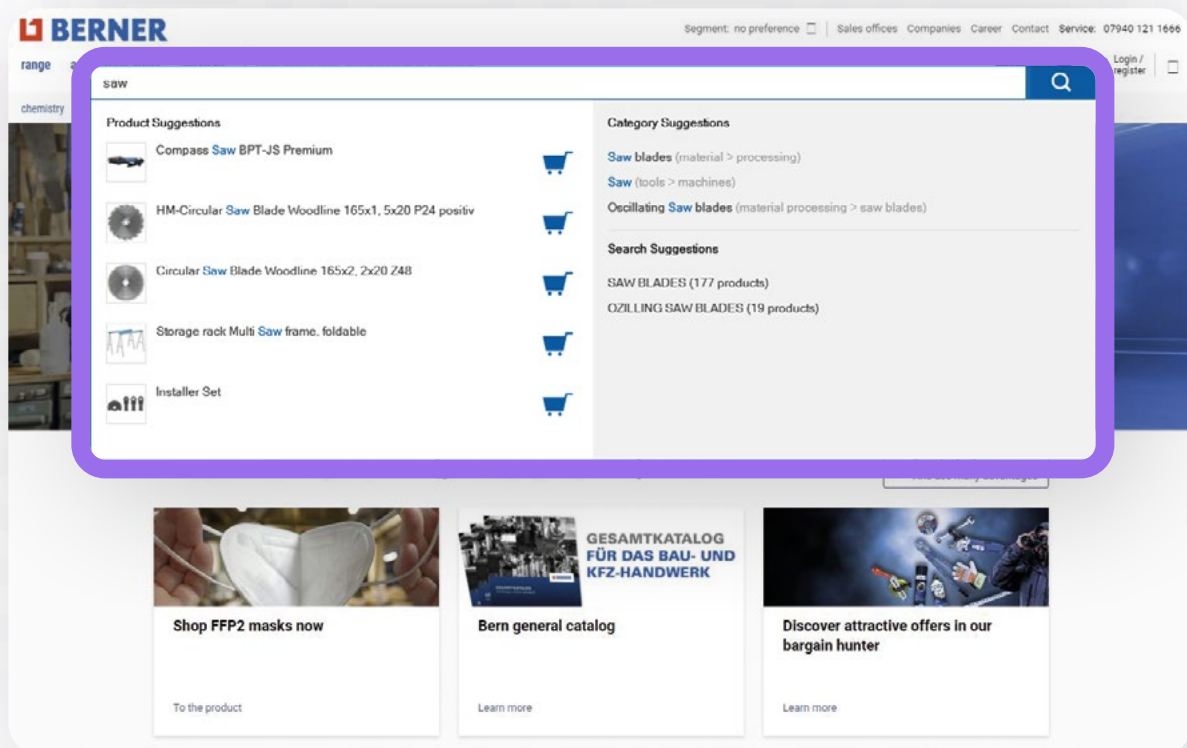 BERNER
Segment: no preference
Sales offices Companies Career Contact Service: 07940 121 1666
range
Login /
register
saw
chemistry
Product Suggestions
Compass Saw BPT-JS Premium
HM-Circular Saw Blade Woodline 165x1, 5x20 P24 positiv
Circular Saw Blade Woodline 165x2, 2x20 Z48
Storage rack Multi Saw frame. foldable
Installer Set
Category Suggestions
Saw blades (material > processing)
Saw (tools > machines)
Oscillating Saw blades (material processing > saw blades)
Search Suggestions
SAW BLADES (177 products)
OZILLING SAW BLADES (19 products)
GESAMTKATALOG
FÜR DAS BAU- UND
KFZ-HANDWERK
Shop FFP2 masks now
To the product
Bern general catalog
Learn more
Discover attractive offers in our
bargain hunter
Learn more